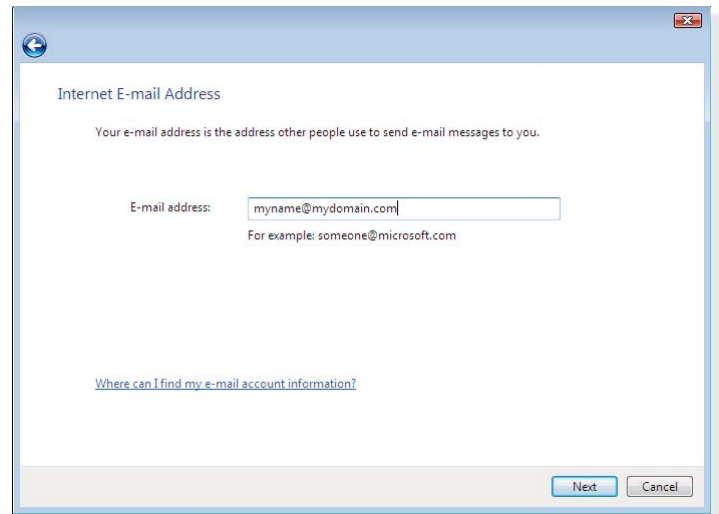 Internet E-mail Address
Your e-mail address is the address other people use to send e-mail messages to you.
E-mail address: myname@mydomain.com
For example: someone@microsoft.com
Where can I find my e-mail account information?
Next Cancel